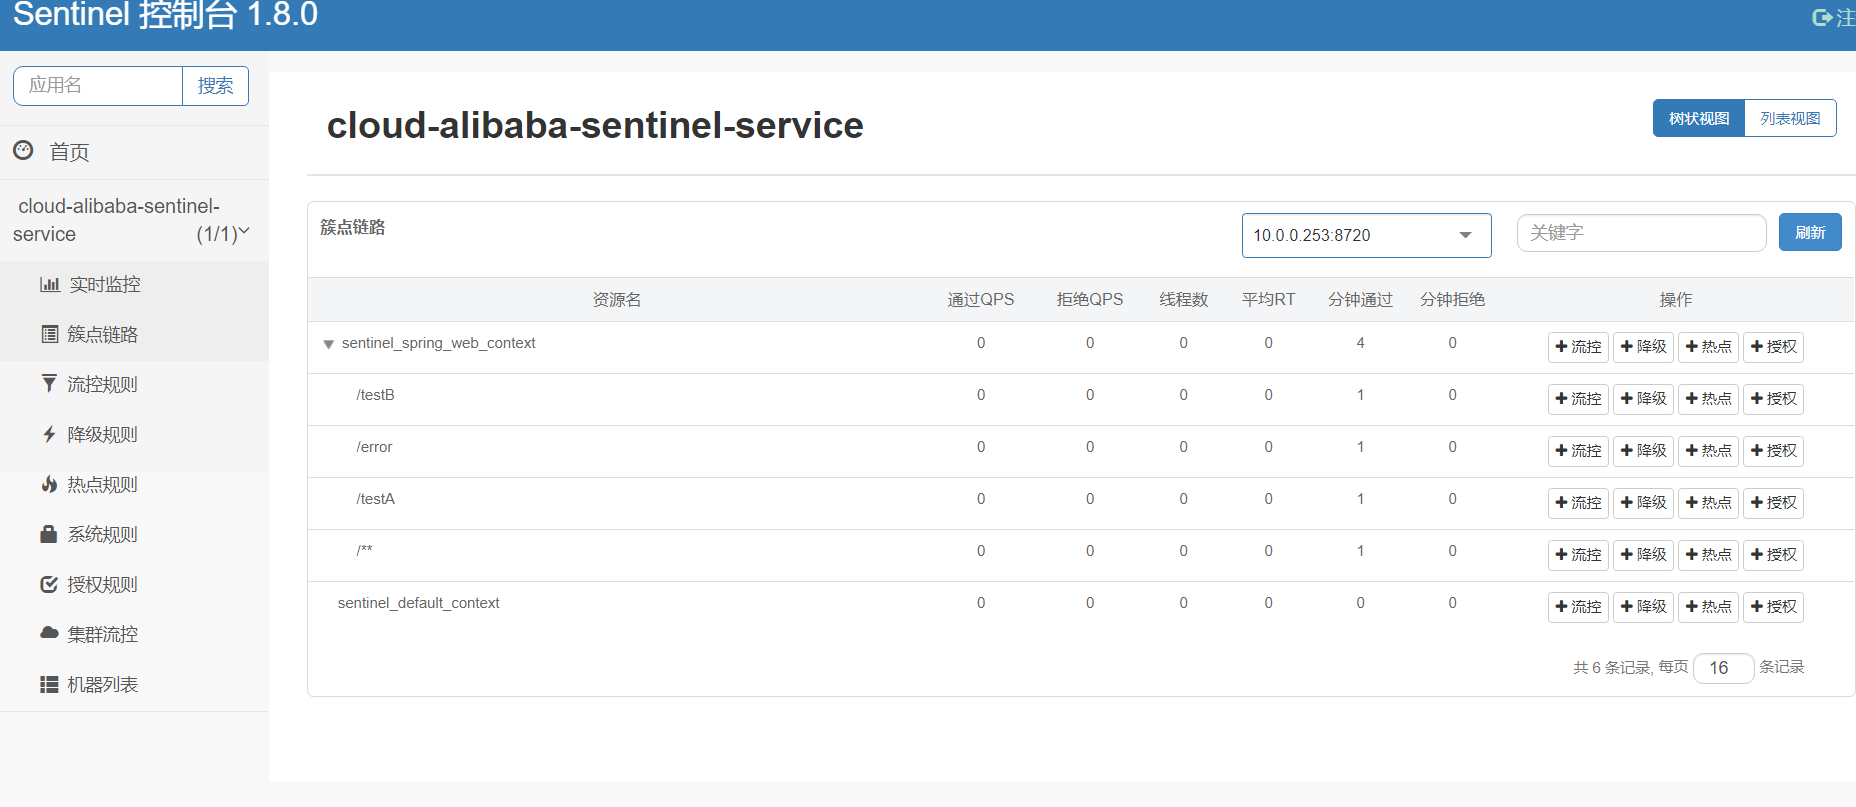 Sentinel 控制台 1.8.0
注
应用名
搜索
首页
cloud-alibaba-sentinel-
service (1/1)
实时监控
簇点链路
流控规则
降级规则
热点规则
系统规则
授权规则
集群流控
机器列表
cloud-alibaba-sentinel-service
树状视图 列表视图
簇点链路 10.0.0.253:8720 关键字 刷新
资源名 通过QPS 拒绝QPS 线程数 平均RT 分钟通过 分钟拒绝 操作
sentinel_spring_web_context 0 0 0 0 4 0 流控 降级 热点 授权
/testB 0 0 0 0 1 0 流控 降级 热点 授权
/error 0 0 0 0 1 0 流控 降级 热点 授权
/testA 0 0 0 0 1 0 流控 降级 热点 授权
/** 0 0 0 0 1 0 流控 降级 热点 授权
sentinel_default_context 0 0 0 0 0 0 流控 降级 热点 授权
共 6 条记录, 每页 16 条记录